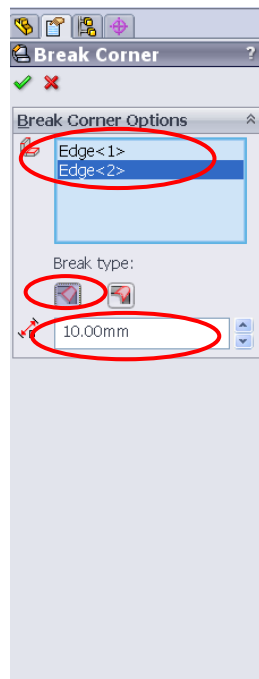 Break Corner ?
Break Corner Options
Edge<1>
Edge<2>
Break type:
10.00mm